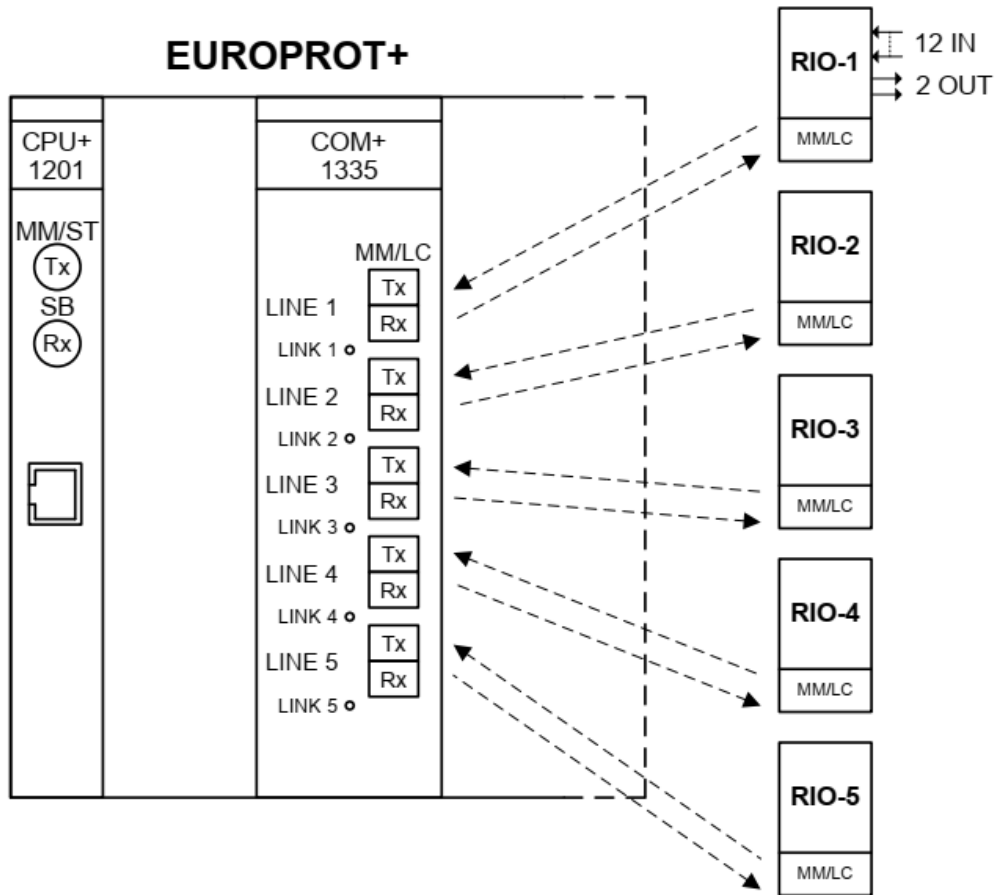 EUROPROT+
CPU+
1201
MM/ST
Tx
SB
Rx
COM+
1335
MM/LC
LINE 1
Tx
Rx
LINK 1
LINE 2
Tx
Rx
LINK 2
LINE 3
Tx
Rx
LINK 3
LINE 4
Tx
Rx
LINK 4
LINE 5
Tx
Rx
LINK 5
RIO-1
12 IN
2 OUT
MM/LC
RIO-2
MM/LC
RIO-3
MM/LC
RIO-4
MM/LC
RIO-5
MM/LC